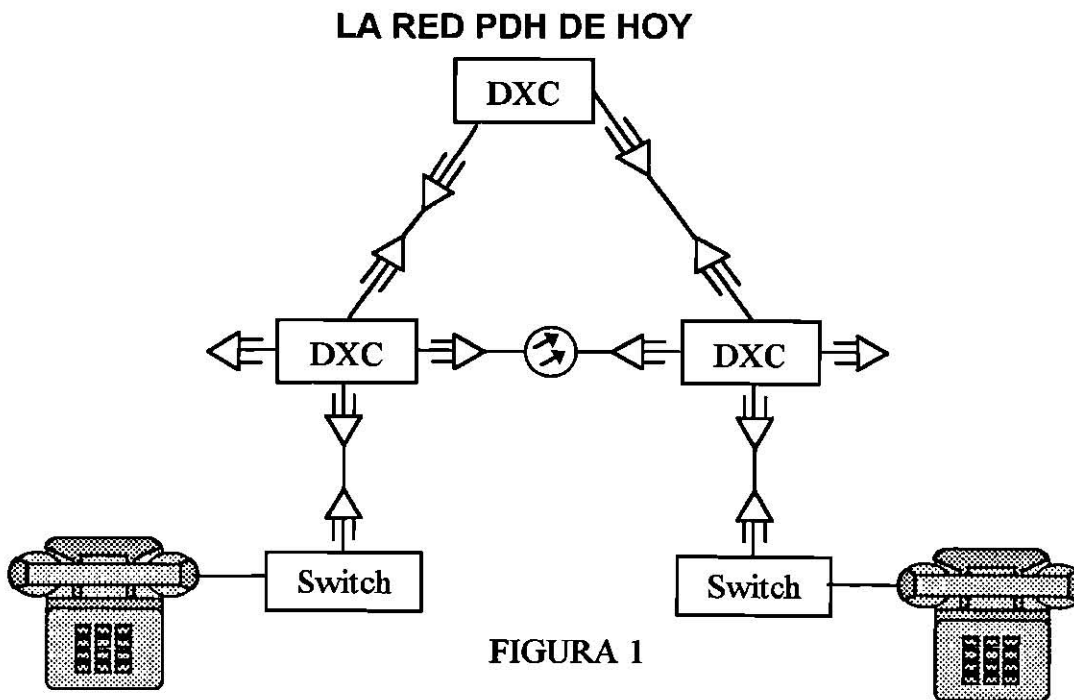 LA RED PDH DE HOY
DXC
DXC
DXC
Switch
Switch
FIGURA 1